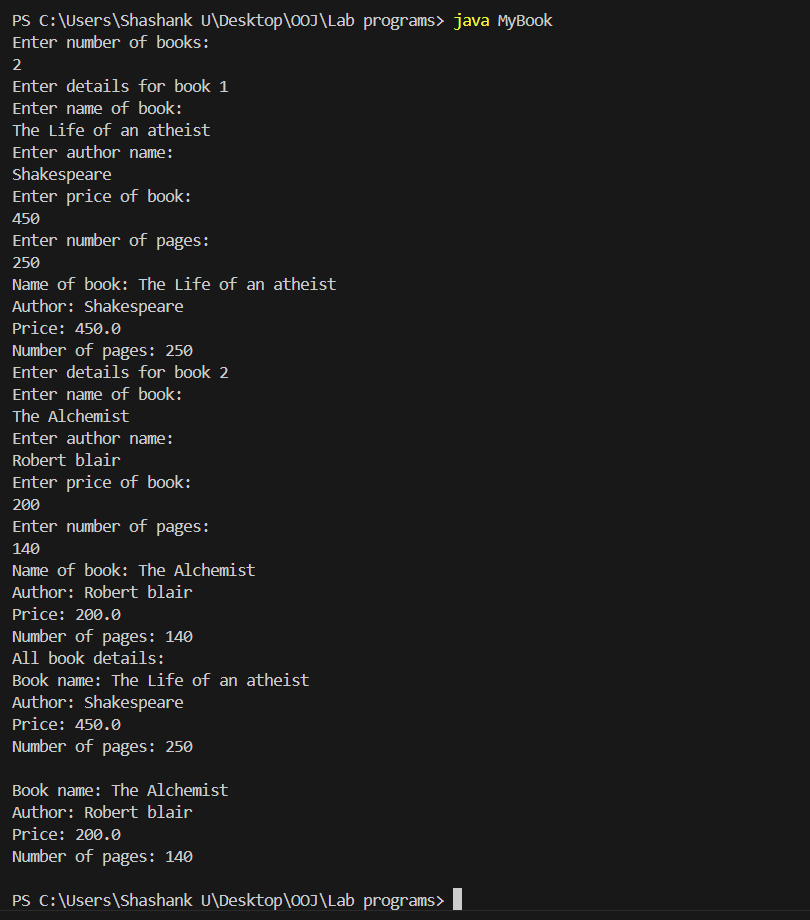 PS C:\Users\Shashank U\Desktop\OOJ\Lab programs> java MyBook
Enter number of books:
2
Enter details for book 1
Enter name of book:
The Life of an atheist
Enter author name:
Shakespeare
Enter price of book:
450
Enter number of pages:
250
Name of book: The Life of an atheist
Author: Shakespeare
Price: 450.0
Number of pages: 250
Enter details for book 2
Enter name of book:
The Alchemist
Enter author name:
Robert blair
Enter price of book:
200
Enter number of pages:
140
Name of book: The Alchemist
Author: Robert blair
Price: 200.0
Number of pages: 140
All book details:
Book name: The Life of an atheist
Author: Shakespeare
Price: 450.0
Number of pages: 250

Book name: The Alchemist
Author: Robert blair
Price: 200.0
Number of pages: 140

PS C:\Users\Shashank U\Desktop\OOJ\Lab programs>